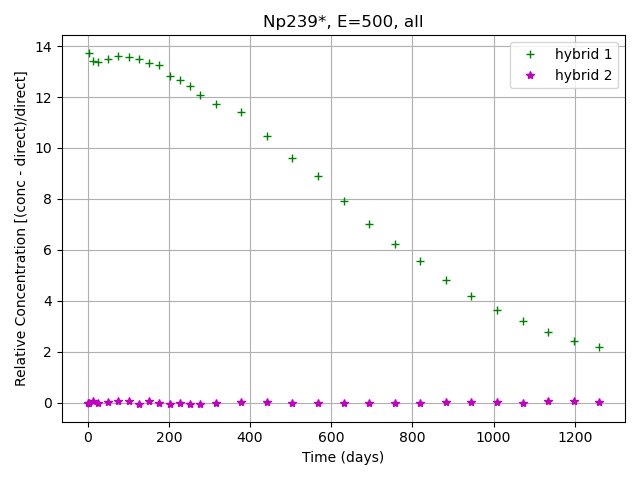 Np239*, E=500, all
hybrid 1
hybrid 2
Relative Concentration [(conc - direct)/direct]
14
12
10
8
6
4
2
0
0 200 400 600 800 1000 1200
Time (days)